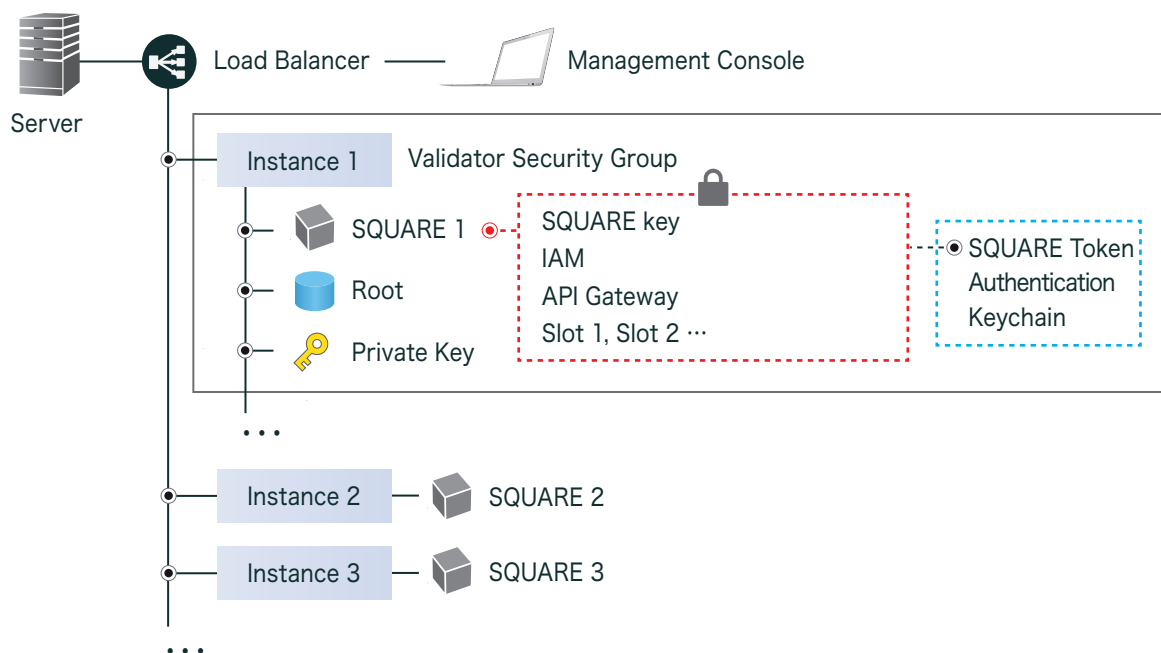 Load Balancer
Management Console
Server
Instance 1
Validator Security Group
SQUARE 1
SQUARE key
IAM
API Gateway
Slot 1, Slot 2 ⋯
SQUARE Token
Authentication
Keychain
Root
Private Key
• • •
Instance 2
SQUARE 2
Instance 3
SQUARE 3
• • •